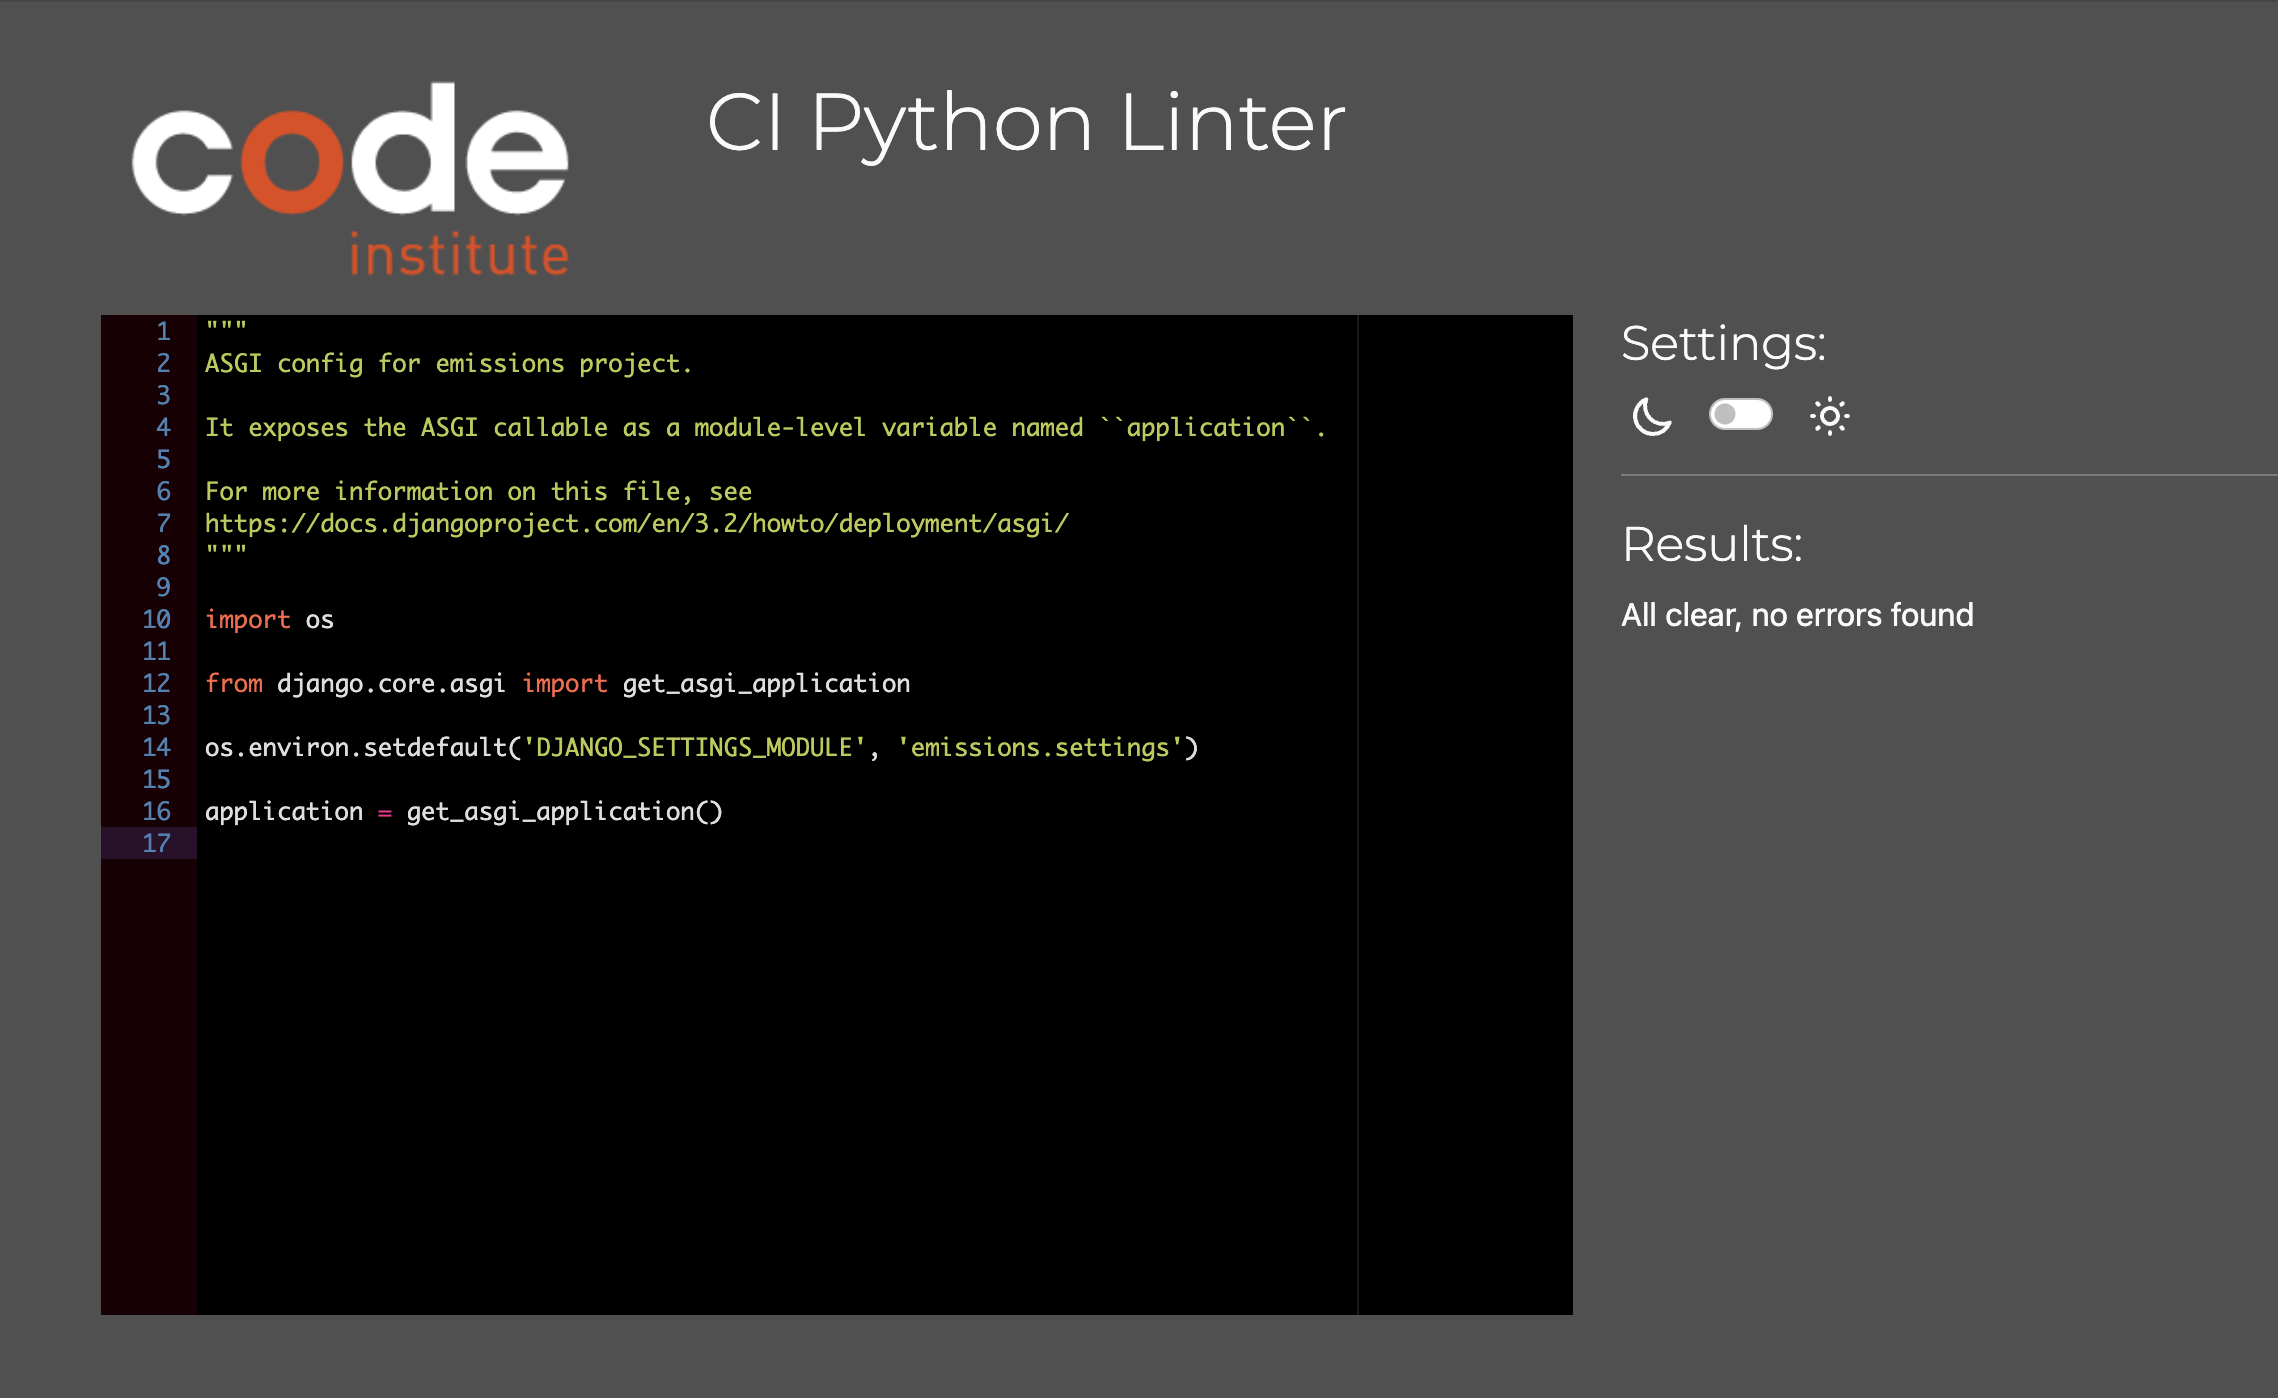 code
institute
CI Python Linter
1 """
2 ASGI config for emissions project.
3
4 It exposes the ASGI callable as a module-level variable named ``application``.
5
6 For more information on this file, see
7 https://docs.djangoproject.com/en/3.2/howto/deployment/asgi/
8 """
9
10 import os
11
12 from django.core.asgi import get_asgi_application
13
14 os.environ.setdefault('DJANGO_SETTINGS_MODULE', 'emissions.settings')
15
16 application = get_asgi_application()
17
Settings:
Results:
All clear, no errors found